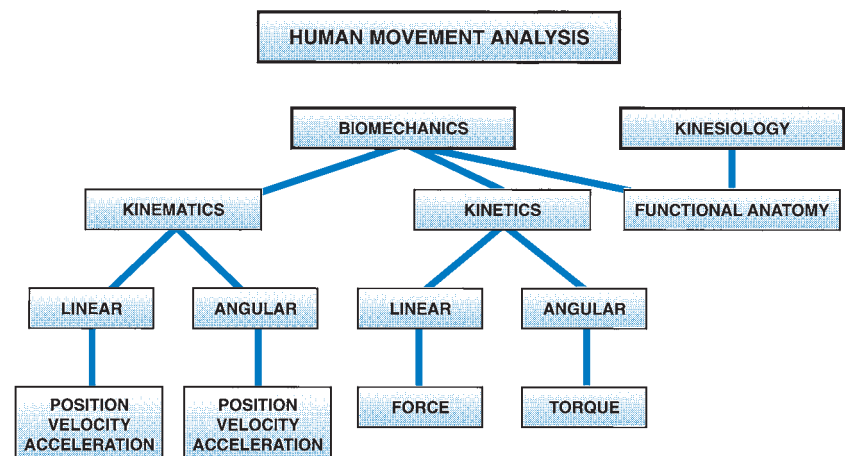 HUMAN MOVEMENT ANALYSIS
BIOMECHANICS
KINESIOLOGY
KINEMATICS
KINETICS
FUNCTIONAL ANATOMY
LINEAR
ANGULAR
LINEAR
ANGULAR
POSITION
VELOCITY
ACCELERATION
POSITION
VELOCITY
ACCELERATION
FORCE
TORQUE